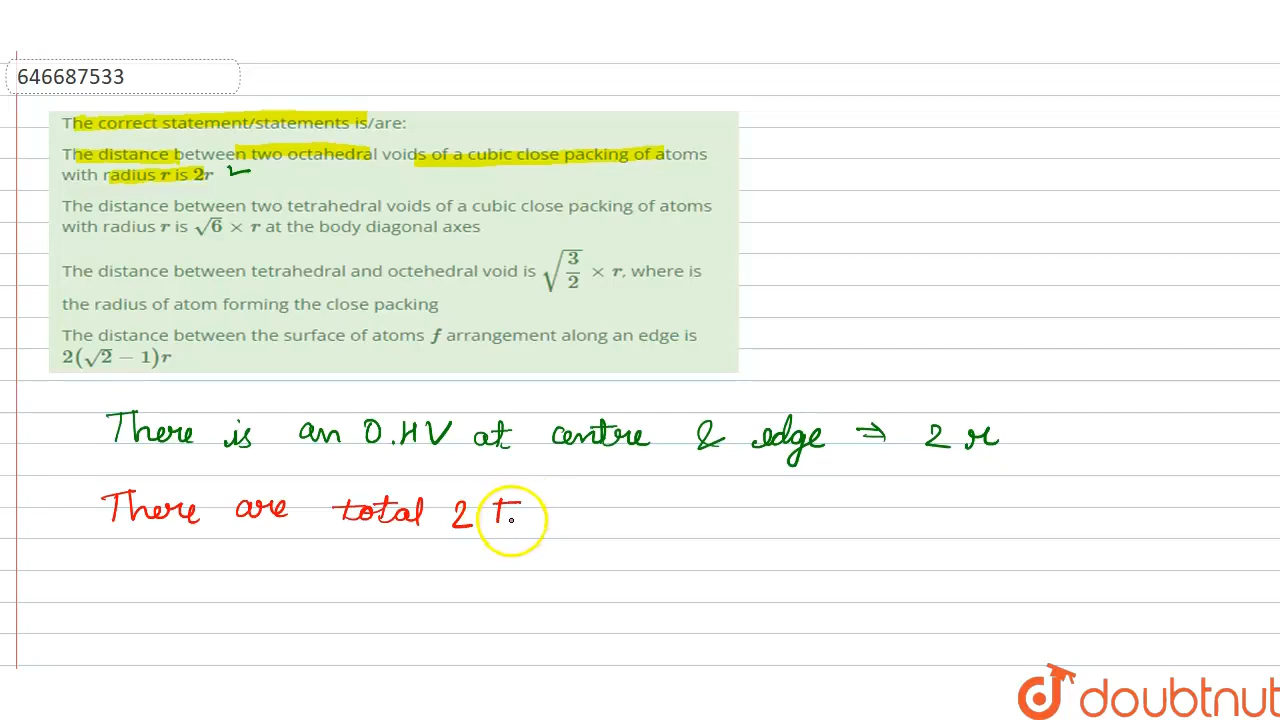 646687533
The correct statement/statements is/are:
The distance between two octahedral voids of a cubic close packing of atoms
with radius r is 2r
The distance between two tetrahedral voids of a cubic close packing of atoms
with radius r is √6 × r at the body diagonal axes
The distance between tetrahedral and octehedral void is √(3/2) × r, where is
the radius of atom forming the close packing
The distance between the surface of atoms f arrangement along an edge is
2(√2 − 1)r
There is an O.HV at centre & edge ⇒ 2 r
There are total 2 T.
doubtnut